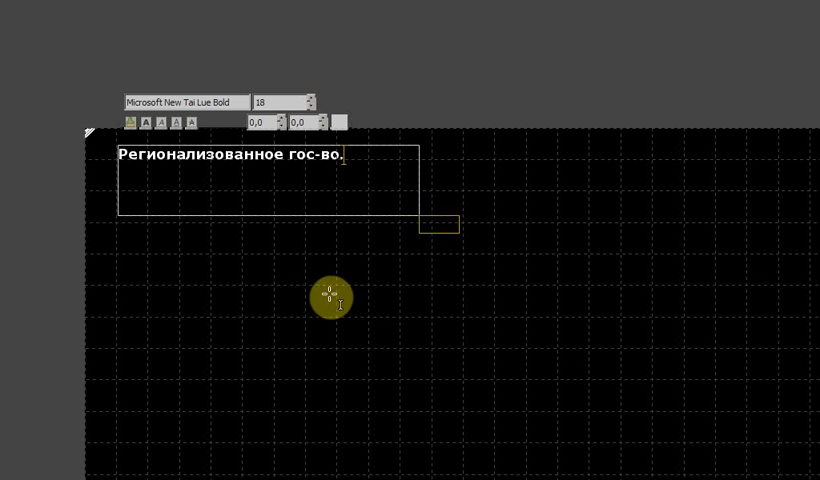 Microsoft New Tai Lue Bold 18
A A A A 0,0 0,0
Регионализованное гос-во.